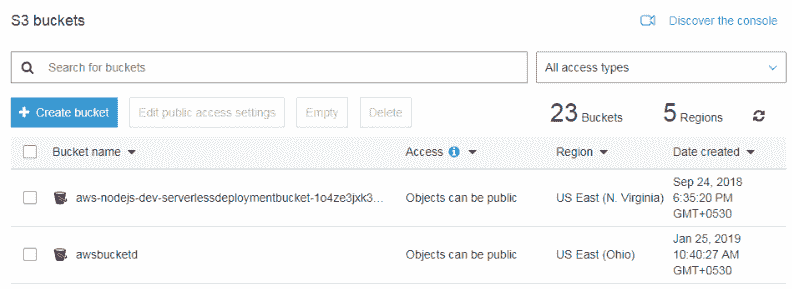 S3 buckets
Discover the console
Search for buckets
All access types
+ Create bucket
Edit public access settings
Empty
Delete
23 Buckets
5 Regions
Bucket name
Access
Region
Date created
aws-nodejs-dev-serverlessdeploymentbucket-1o4ze3jxk3...
Objects can be public
US East (N. Virginia)
Sep 24, 2018
6:35:20 PM
GMT+0530
awsbucketd
Objects can be public
US East (Ohio)
Jan 25, 2019
10:40:27 AM
GMT+0530